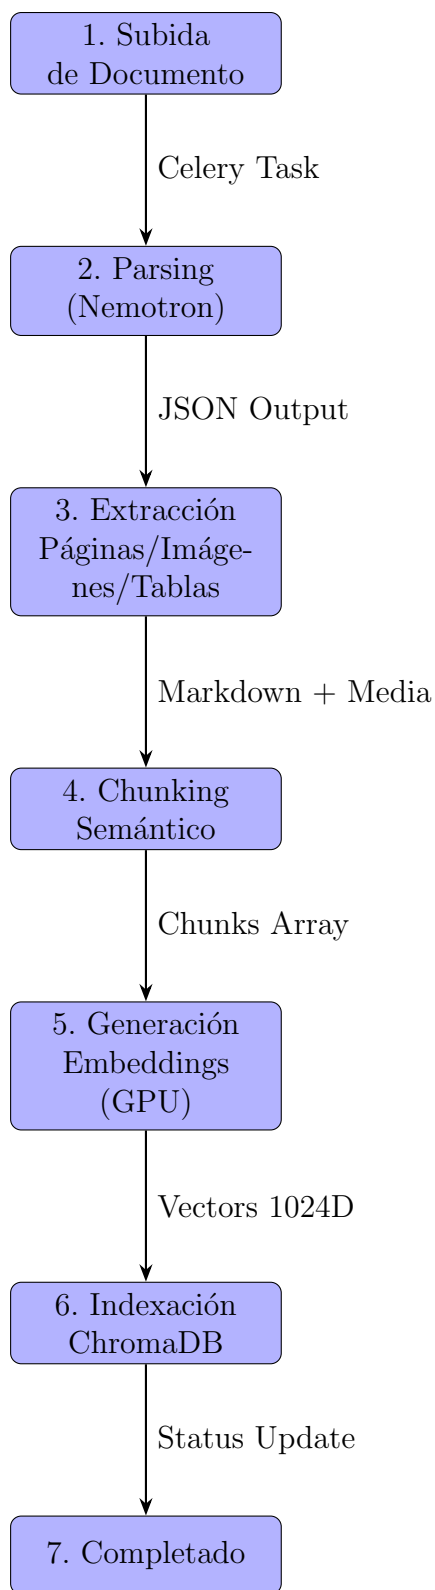 1. Subida
de Documento
Celery Task
2. Parsing
(Nemotron)
JSON Output
3. Extracción
Páginas/Imáge-
nes/Tablas
Markdown + Media
4. Chunking
Semántico
Chunks Array
5. Generación
Embeddings
(GPU)
Vectors 1024D
6. Indexación
ChromaDB
Status Update
7. Completado